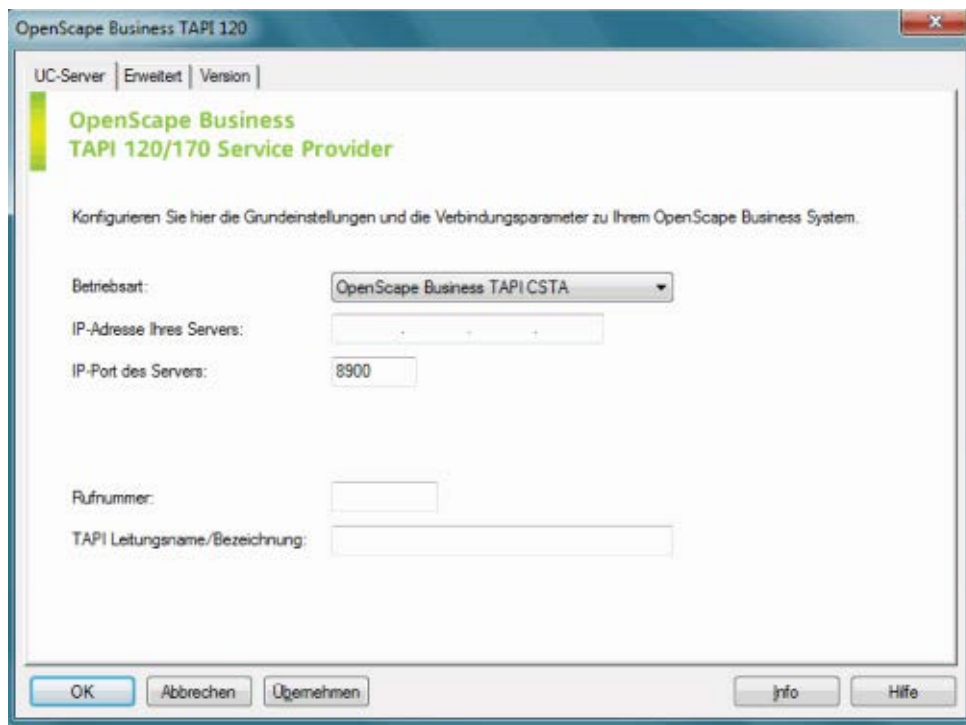 OpenScape Business TAPI 120
UC-Server Erweitert Version
OpenScape Business
TAPI 120/170 Service Provider
Konfigurieren Sie hier die Grundeinstellungen und die Verbindungsparameter zu Ihrem OpenScape Business System.
Betriebsart: OpenScape Business TAPI CSTA
IP-Adresse Ihres Servers: . . .
IP-Port des Servers: 8900
Rufnummer:
TAPI Leitungsname/Bezeichnung:
OK Abbrechen Übernehmen Info Hilfe